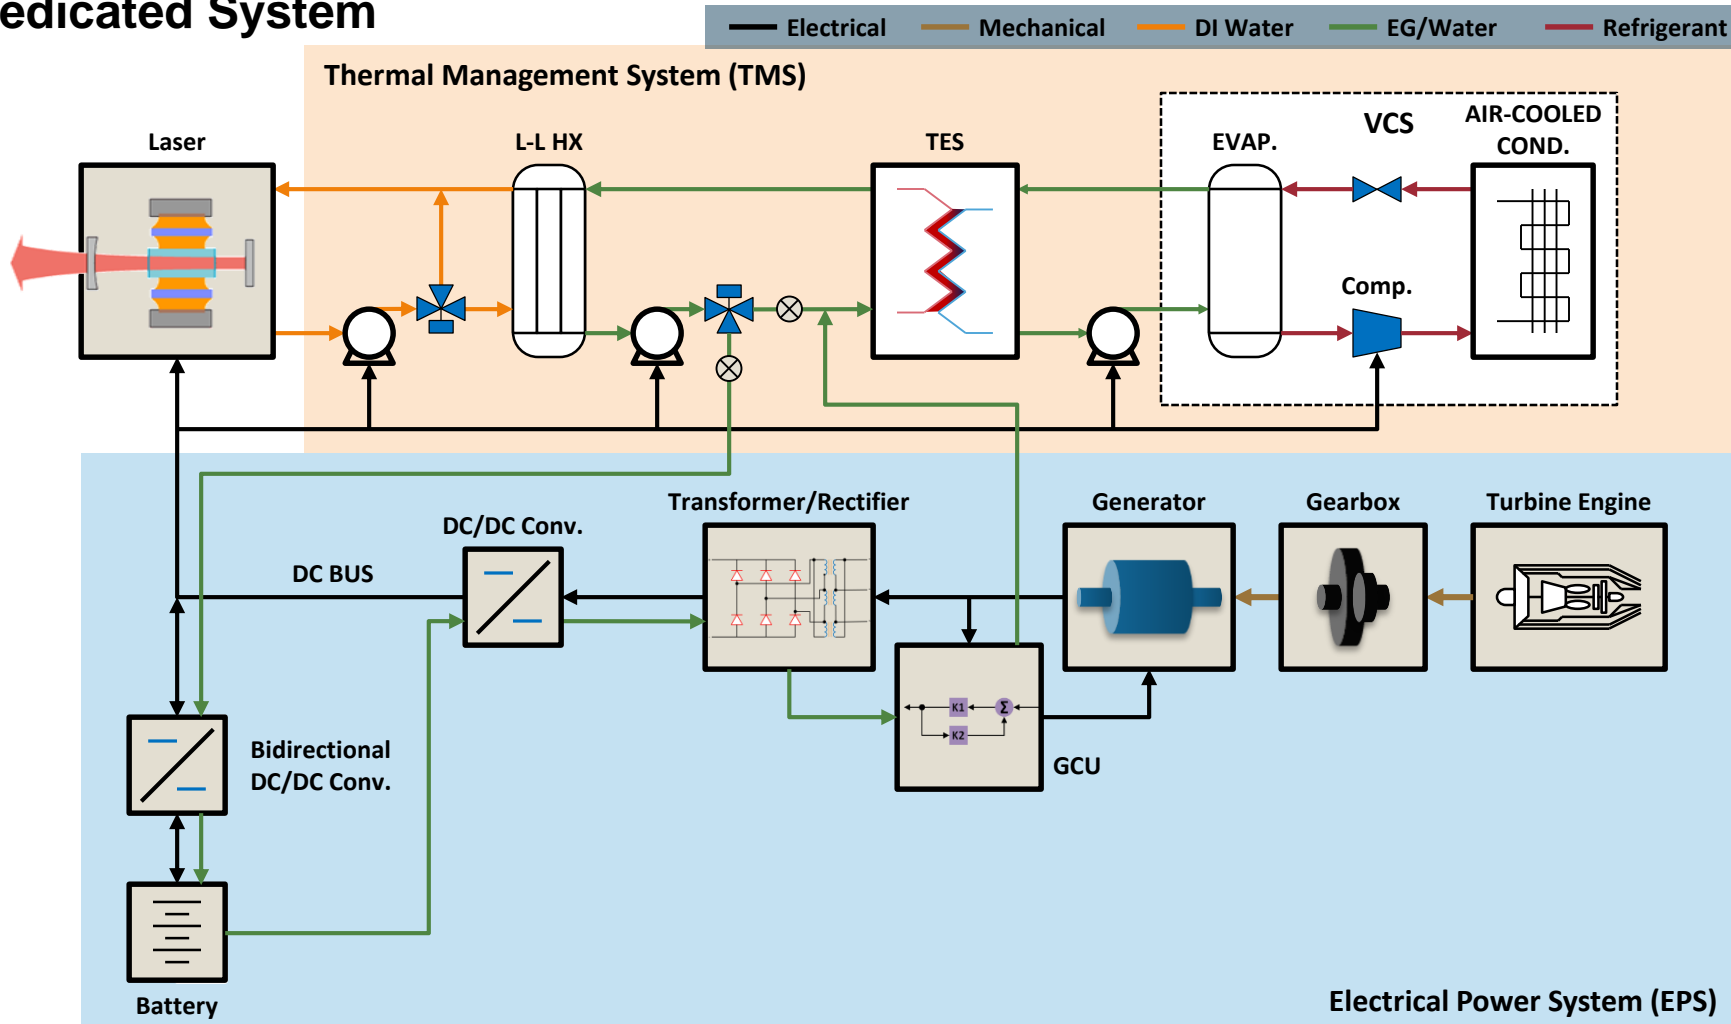 edicated System
Electrical
Mechanical
DI Water
EG/Water
Refrigerant
Thermal Management System (TMS)
Laser
L-L HX
TES
EVAP.
VCS
AIR-COOLED
COND.
Comp.
Transformer/Rectifier
Generator
Gearbox
Turbine Engine
DC/DC Conv.
DC BUS
K1
Σ
K2
Bidirectional
DC/DC Conv.
GCU
Battery
Electrical Power System (EPS)